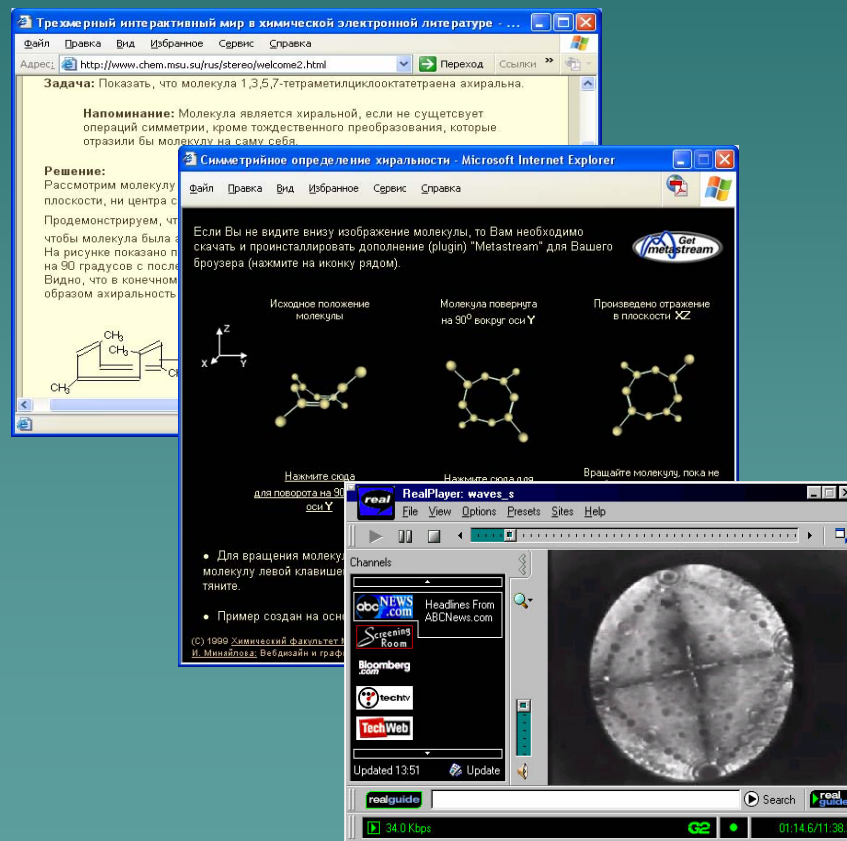 Трехмерный интерактивный мир в химической электронной литературе - ...
Файл Правка Вид Избранное Сервис Справка
Адрес: http://www.chem.msu.su/rus/stereo/welcome2.html Переход Ссылки »
Задача: Показать, что молекула 1,3,5,7-тетраметилциклооктатетраена ахиральна.
Напоминание: Молекула является хиральной, если не сущетсвует
операций симметрии, кроме тождественного преобразования, которые
отразили бы молекулу на саму себя.
Решение:
Рассмотрим молекулу
плоскости, ни центра с
Продемонстрируем, чт
чтобы молекула была а
На рисунке показано п
на 90 градусов с посл
Видно, что в конечном
образом ахиральность
CH3
CH3
CH3
CH
Симметрийное определение хиральности - Microsoft Internet Explorer
Файл Правка Вид Избранное Сервис Справка
Если Вы не видите внизу изображение молекулы, то Вам необходимо
скачать и проинсталлировать дополнение (plugin) "Metastream" для Вашего
броузера (нажмите на иконку рядом).
Get
metastream
Исходное положение
молекулы
Молекула повернута
на 90° вокруг оси Y
Произведено отражение
в плоскости XZ
Z
X Y
Нажмите сюда
для поворота на 90
оси Y
Нажмите сюда для
Вращайте молекулу, пока не
• Для вращения молеку
молекулу левой клавише
тяните.
• Пример создан на осн
(C) 1999 Химический факультет М
И. Миняйлова: Вебдизайн и граф
real
RealPlayer: waves_s
File View Options Presets Sites Help
Channels
abc NEWS .com
Headlines From
ABCNews.com
Screening
Room
Bloomberg
.com
techtv
TechWeb
Updated 13:51 Update
realguide Search real guide
34.0 Kbps G2 01:14.6/11:38.